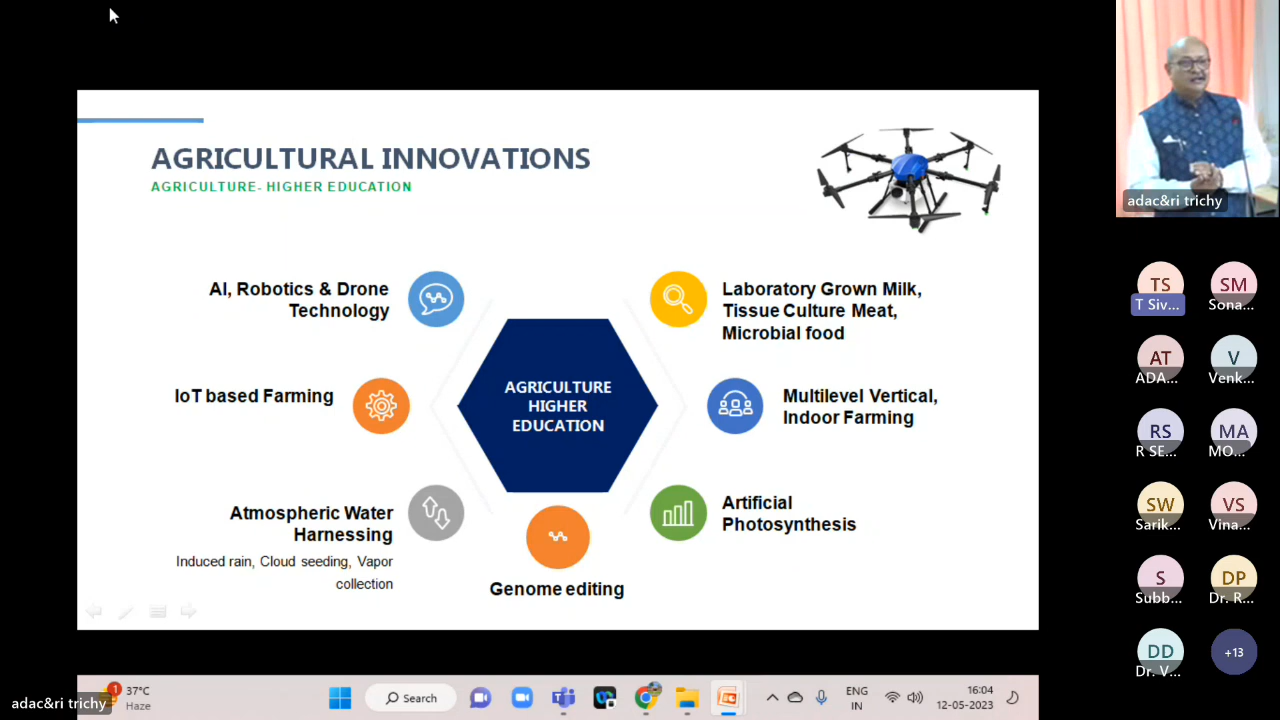 AGRICULTURAL INNOVATIONS
AGRICULTURE- HIGHER EDUCATION
AI, Robotics & Drone
Technology
IoT based Farming
Atmospheric Water
Harnessing
Induced rain, Cloud seeding, Vapor
collection
AGRICULTURE
HIGHER
EDUCATION
Genome editing
Laboratory Grown Milk,
Tissue Culture Meat,
Microbial food
Multilevel Vertical,
Indoor Farming
Artificial
Photosynthesis
adac&ri trichy
TS
T Siv...
SM
Sona...
AT
ADA...
V
Venk...
RS
R SE...
MA
MO...
SW
Sarik...
VS
Vina...
S
Subb...
DP
Dr. R...
DD
Dr. V...
+13
adac&ri trichy
1
37°C
Haze
Search
ENG
IN
16:04
12-05-2023